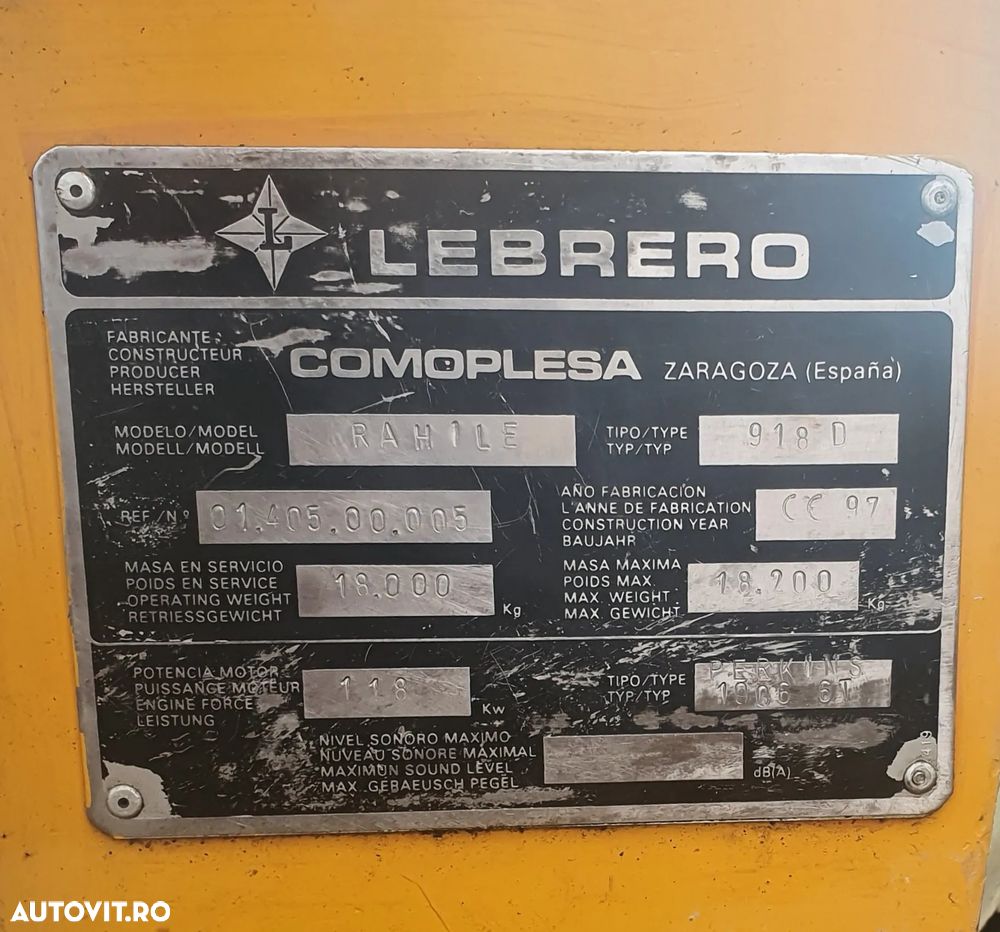 L
LEBRERO
FABRICANTE
CONSTRUCTEUR
PRODUCER
HERSTELLER
COMOPLESA ZARAGOZA (España)
MODELO/MODEL
MODELL/MODELL
RAHILE
TIPO/TYPE
TYP/TYP
918 D
REF./Nº
01.405.00.005
AÑO FABRICACION
L'ANNE DE FABRICATION
CONSTRUCTION YEAR
BAUJAHR
CE 97
MASA EN SERVICIO
POIDS EN SERVICE
OPERATING WEIGHT
RETRIESSGEWICHT
18.000
Kg
MASA MAXIMA
POIDS MAX.
MAX. WEIGHT
MAX. GEWICHT
18.200
Kg
POTENCIA MOTOR
PUISSANGE MOTEUR
ENGINE FORCE
LEISTUNG
118
Kw
TIPO/TYPE
TYP/TYP
PERKINS
1006 6T
NIVEL SONORO MAXIMO
NUVEAU SONORE MAXIMAL
MAXIMUN SOUND LEVEL
MAX. GEBAEUSCH PEGEL
dB(A)
AUTOVIT.RO